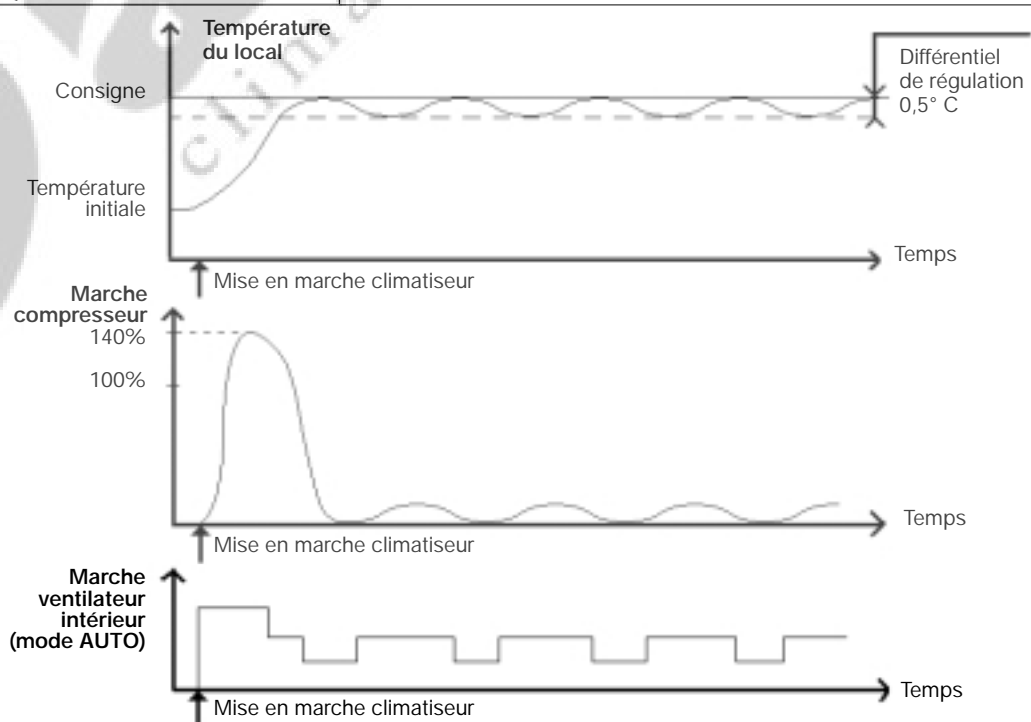 Température
du local
Consigne
Différentiel
de régulation
0,5° C
Température
initiale
Temps
Mise en marche climatiseur
Marche
compresseur
140%
100%
Temps
Mise en marche climatiseur
Marche
ventilateur
intérieur
(mode AUTO)
Temps
Mise en marche climatiseur
clima